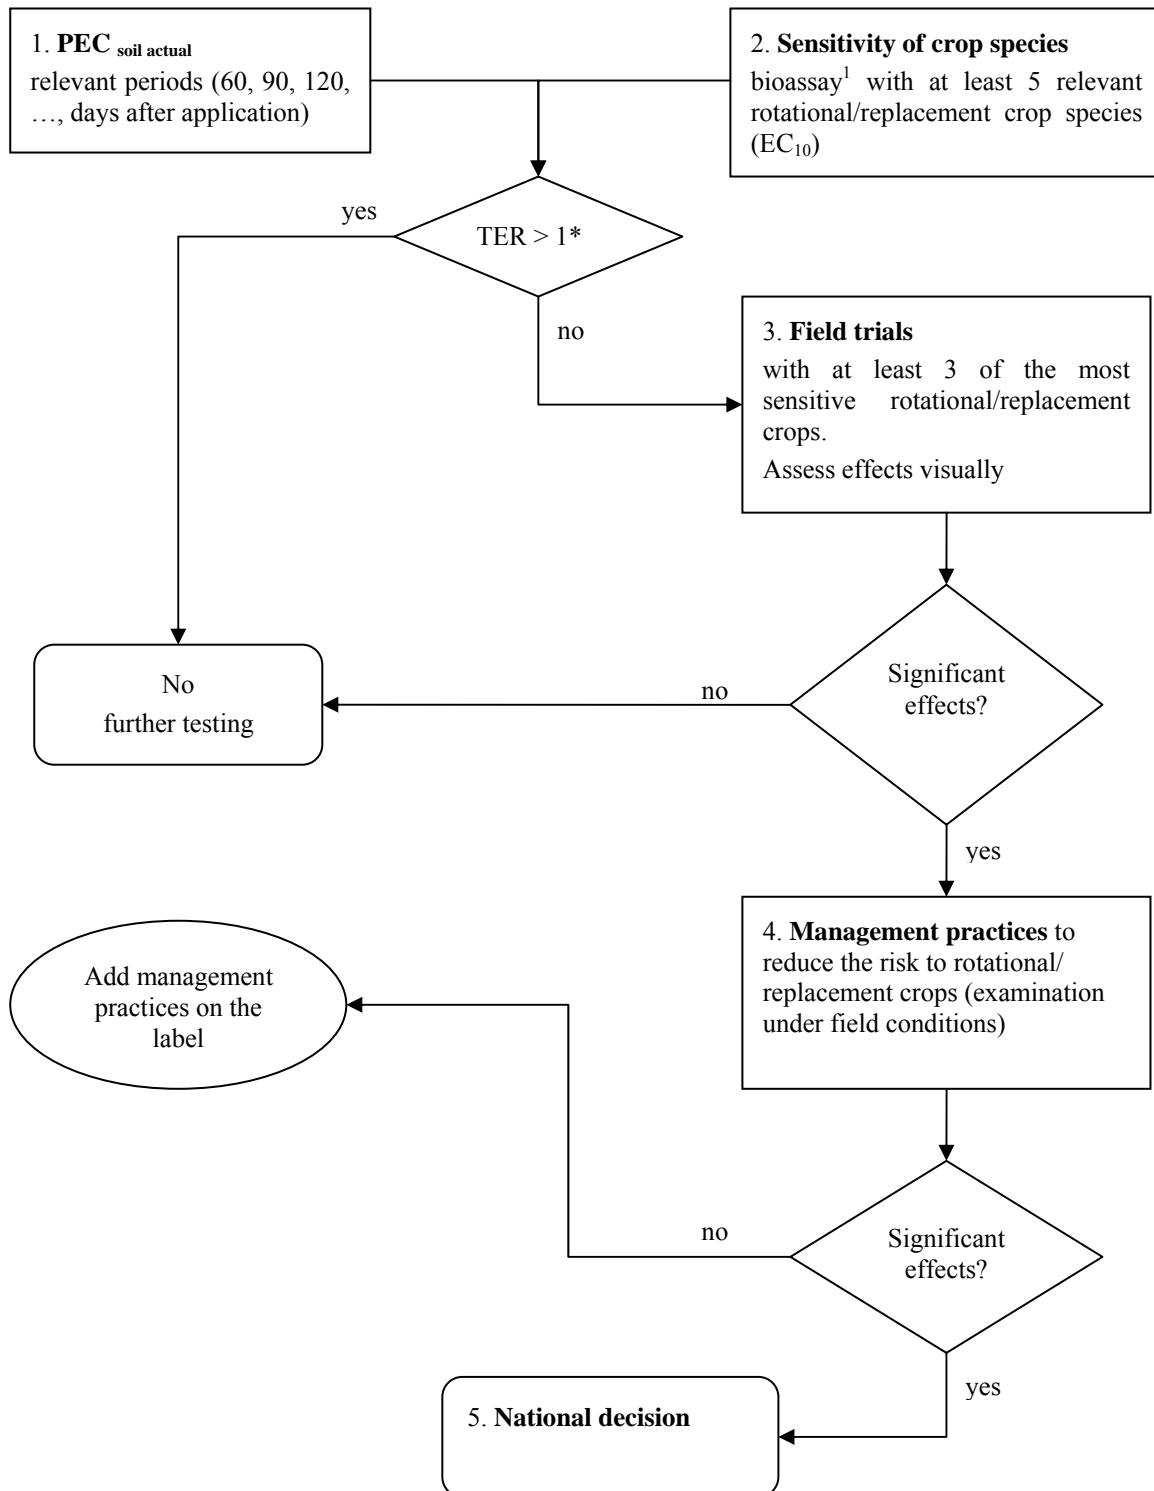 1. PEC soil actual
relevant periods (60, 90, 120,
…, days after application)
2. Sensitivity of crop species
bioassay¹ with at least 5 relevant
rotational/replacement crop species
(EC₁₀)
yes
TER > 1*
no
3. Field trials
with at least 3 of the most
sensitive rotational/replacement
crops.
Assess effects visually
No
further testing
no
Significant
effects?
yes
4. Management practices to
reduce the risk to rotational/
replacement crops (examination
under field conditions)
Add management
practices on the
label
no
Significant
effects?
yes
5. National decision